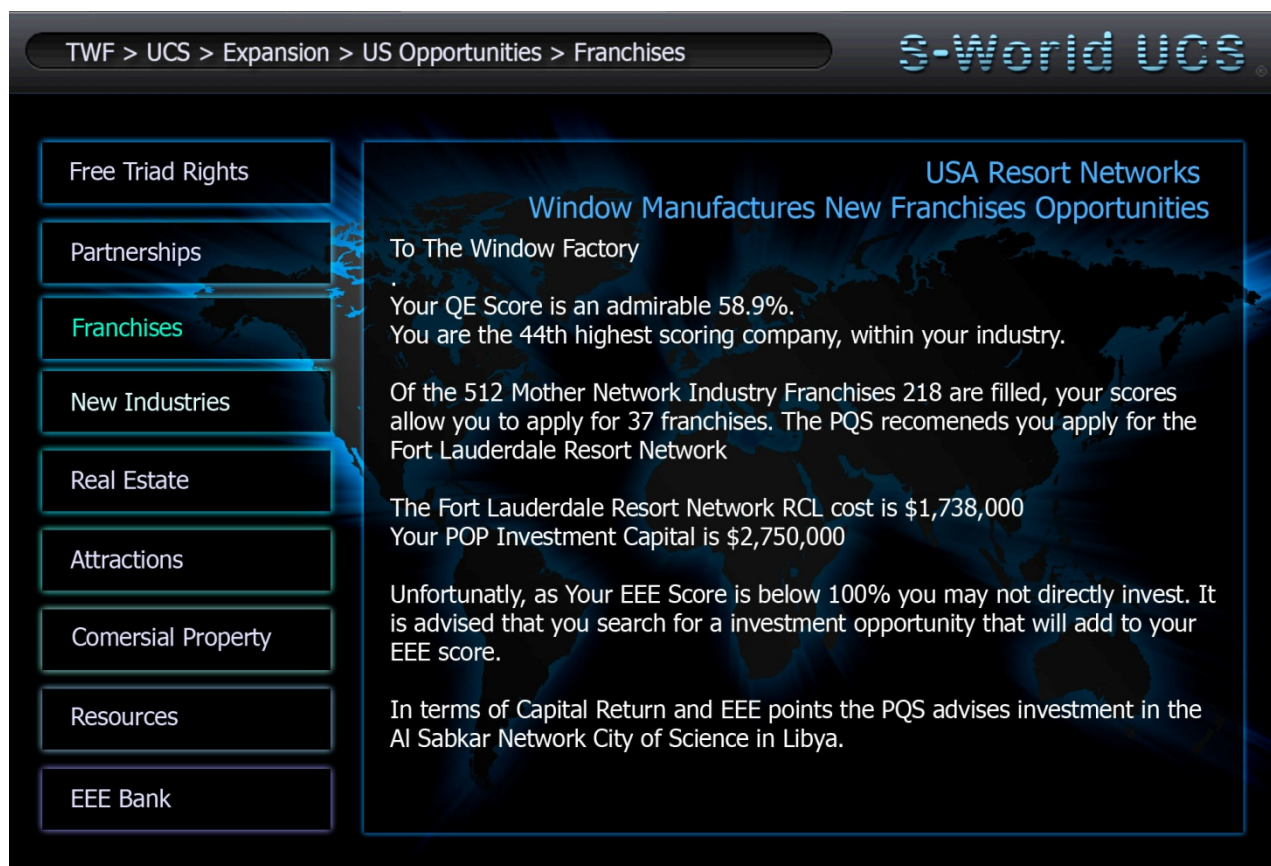 TWF > UCS > Expansion > US Opportunities > Franchises
S-World UCS ®
Free Triad Rights
Partnerships
Franchises
New Industries
Real Estate
Attractions
Comersial Property
Resources
EEE Bank
USA Resort Networks
Window Manufactures New Franchises Opportunities
To The Window Factory
.
Your QE Score is an admirable 58.9%.
You are the 44th highest scoring company, within your industry.
Of the 512 Mother Network Industry Franchises 218 are filled, your scores
allow you to apply for 37 franchises. The PQS recomeneds you apply for the
Fort Lauderdale Resort Network
The Fort Lauderdale Resort Network RCL cost is $1,738,000
Your POP Investment Capital is $2,750,000
Unfortunatly, as Your EEE Score is below 100% you may not directly invest. It
is advised that you search for a investment opportunity that will add to your
EEE score.
In terms of Capital Return and EEE points the PQS advises investment in the
Al Sabkar Network City of Science in Libya.